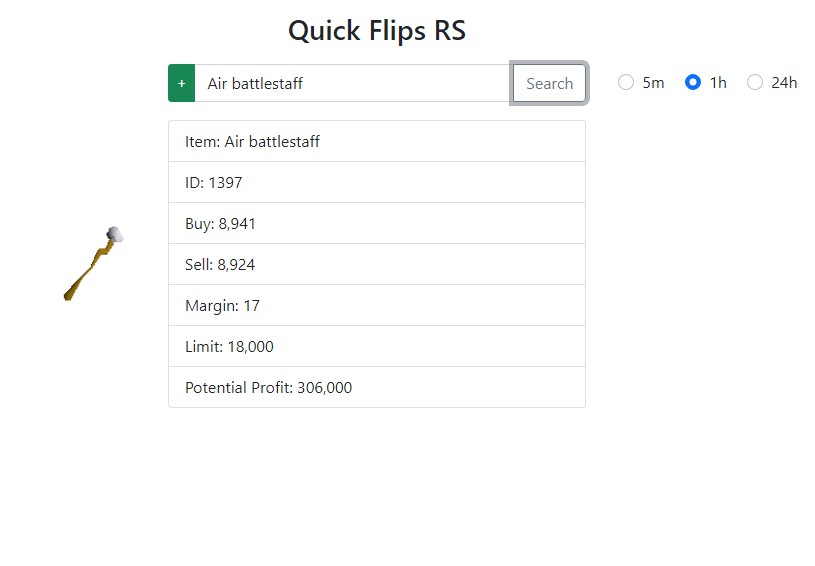 Quick Flips RS
+ Air battlestaff Search 5m 1h 24h
Item: Air battlestaff
ID: 1397
Buy: 8,941
Sell: 8,924
Margin: 17
Limit: 18,000
Potential Profit: 306,000